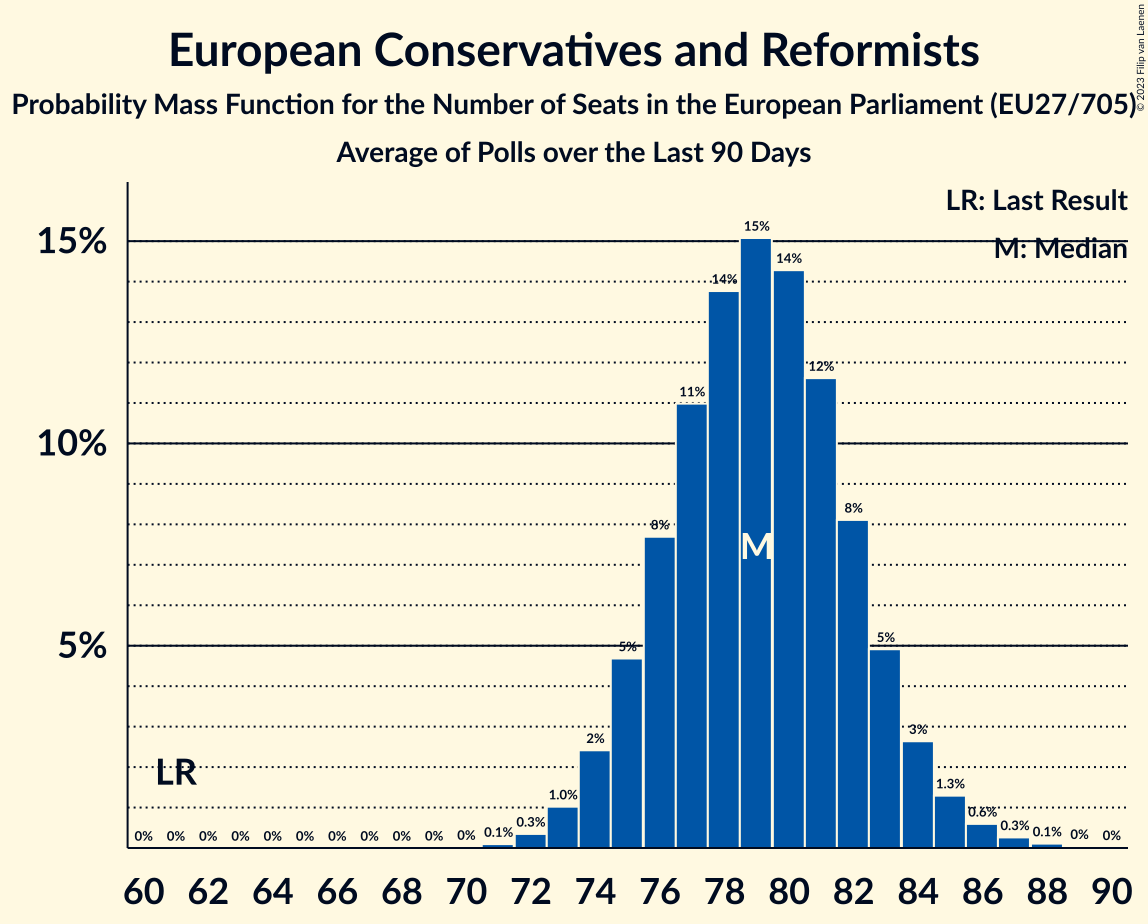 European Conservatives and Reformists
Probability Mass Function for the Number of Seats in the European Parliament (EU27/705)
Average of Polls over the Last 90 Days
© 2023 Filip van Laenen
LR: Last Result
M: Median
15%
10%
5%
0% 0% 0% 0% 0% 0% 0% 0% 0% 0% 0% 0.1% 0.3% 1.0% 2% 5% 8% 11% 14% 15% 14% 12% 8% 5% 3% 1.3% 0.6% 0.3% 0.1% 0% 0%
M
LR
60 62 64 66 68 70 72 74 76 78 80 82 84 86 88 90